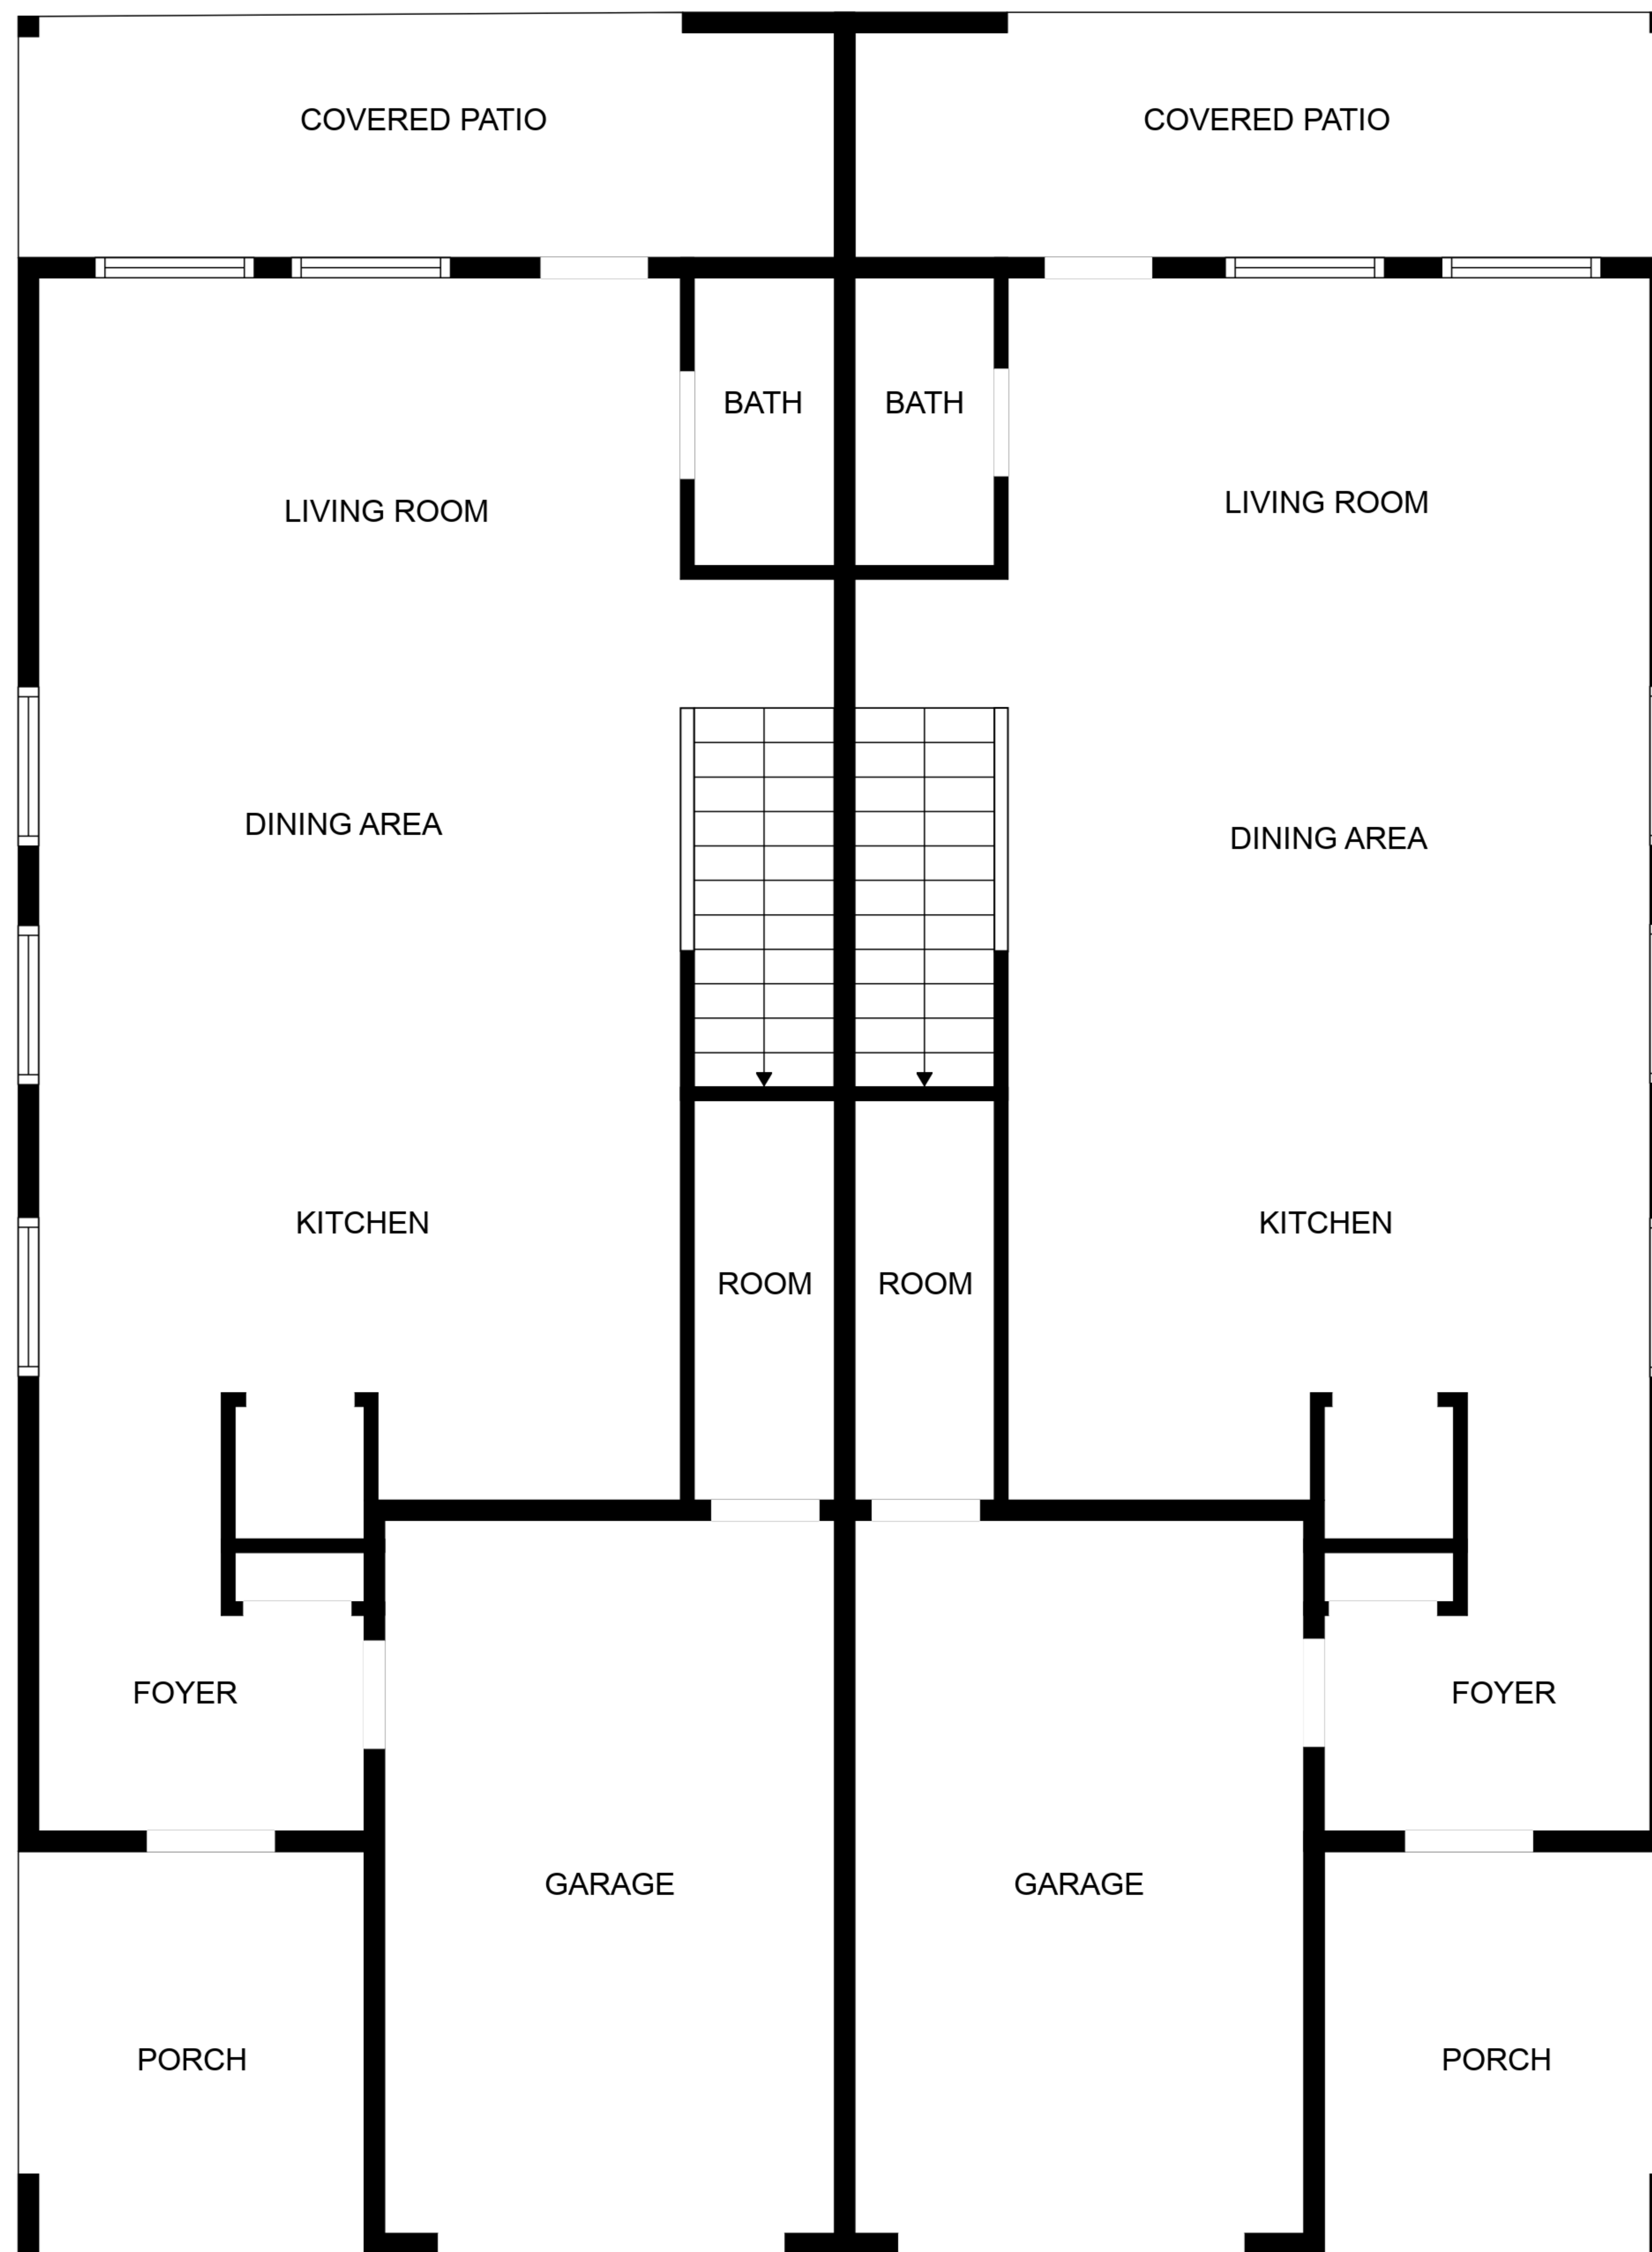 COVERED PATIO
COVERED PATIO
BATH
BATH
LIVING ROOM
LIVING ROOM
DINING AREA
DINING AREA
KITCHEN
KITCHEN
ROOM
ROOM
FOYER
FOYER
GARAGE
GARAGE
PORCH
PORCH